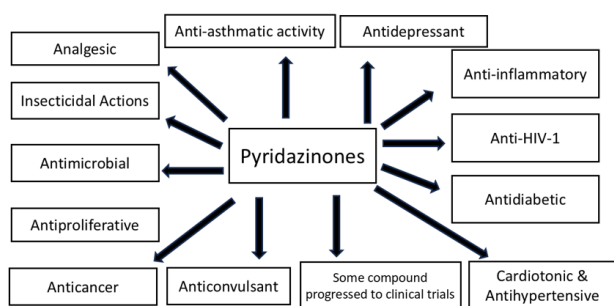 Anti-asthmatic activity
Antidepressant
Analgesic
Anti-inflammatory
Insecticidal Actions
Pyridazinones
Anti-HIV-1
Antimicrobial
Antidiabetic
Antiproliferative
Anticancer
Anticonvulsant
Some compound
progressed to clinical trials
Cardiotonic &
Antihypertensive